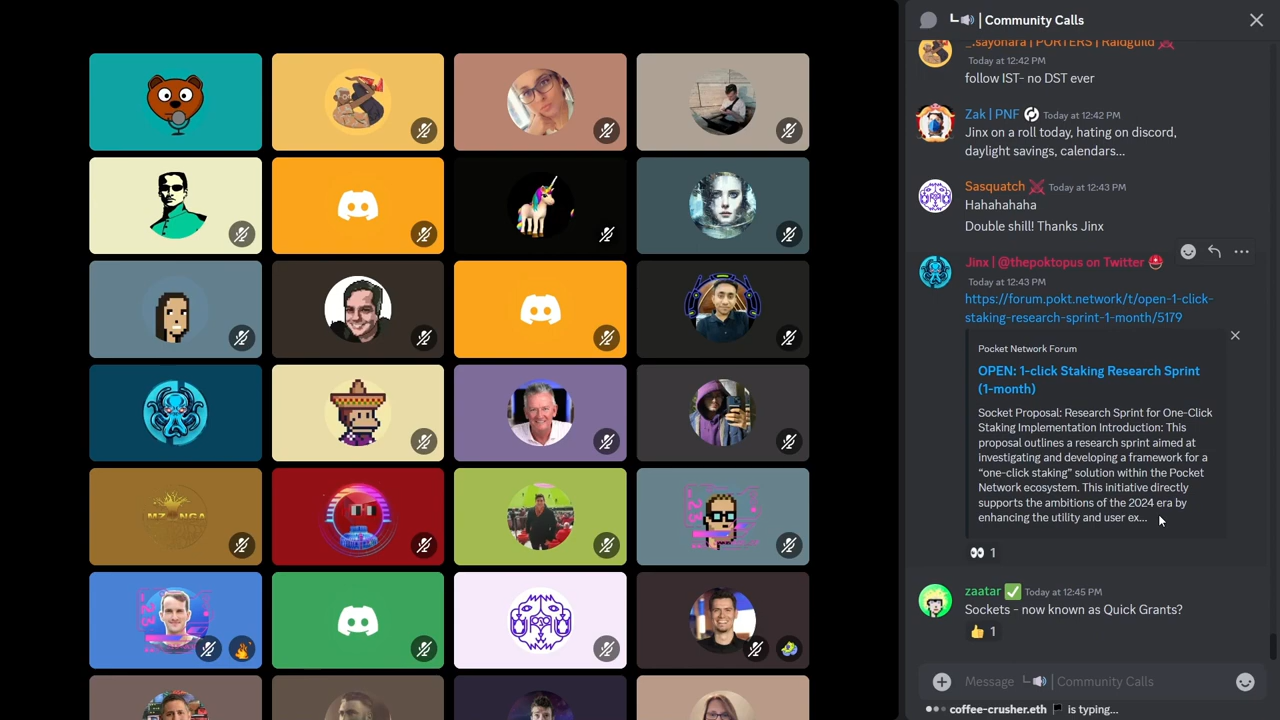 ┗🔊 | Community Calls
_.sayonara | PORTERS | Raidguild
Today at 12:42 PM
follow IST- no DST ever
Zak | PNF Today at 12:42 PM
Jinx on a roll today, hating on discord,
daylight savings, calendars...
Sasquatch Today at 12:43 PM
Hahahahaha
Double shill! Thanks Jinx
Jinx | @thepoktopus on Twitter
Today at 12:43 PM
https://forum.pokt.network/t/open-1-click-
staking-research-sprint-1-month/5179
Pocket Network Forum
OPEN: 1-click Staking Research Sprint
(1-month)
Socket Proposal: Research Sprint for One-Click
Staking Implementation Introduction: This
proposal outlines a research sprint aimed at
investigating and developing a framework for a
“one-click staking” solution within the Pocket
Network ecosystem. This initiative directly
supports the ambitions of the 2024 era by
enhancing the utility and user ex...
👀 1
zaatar ✅ Today at 12:45 PM
Sockets - now known as Quick Grants?
👍 1
Message ┗🔊 | Community Calls
coffee-crusher.eth 🏴 is typing...